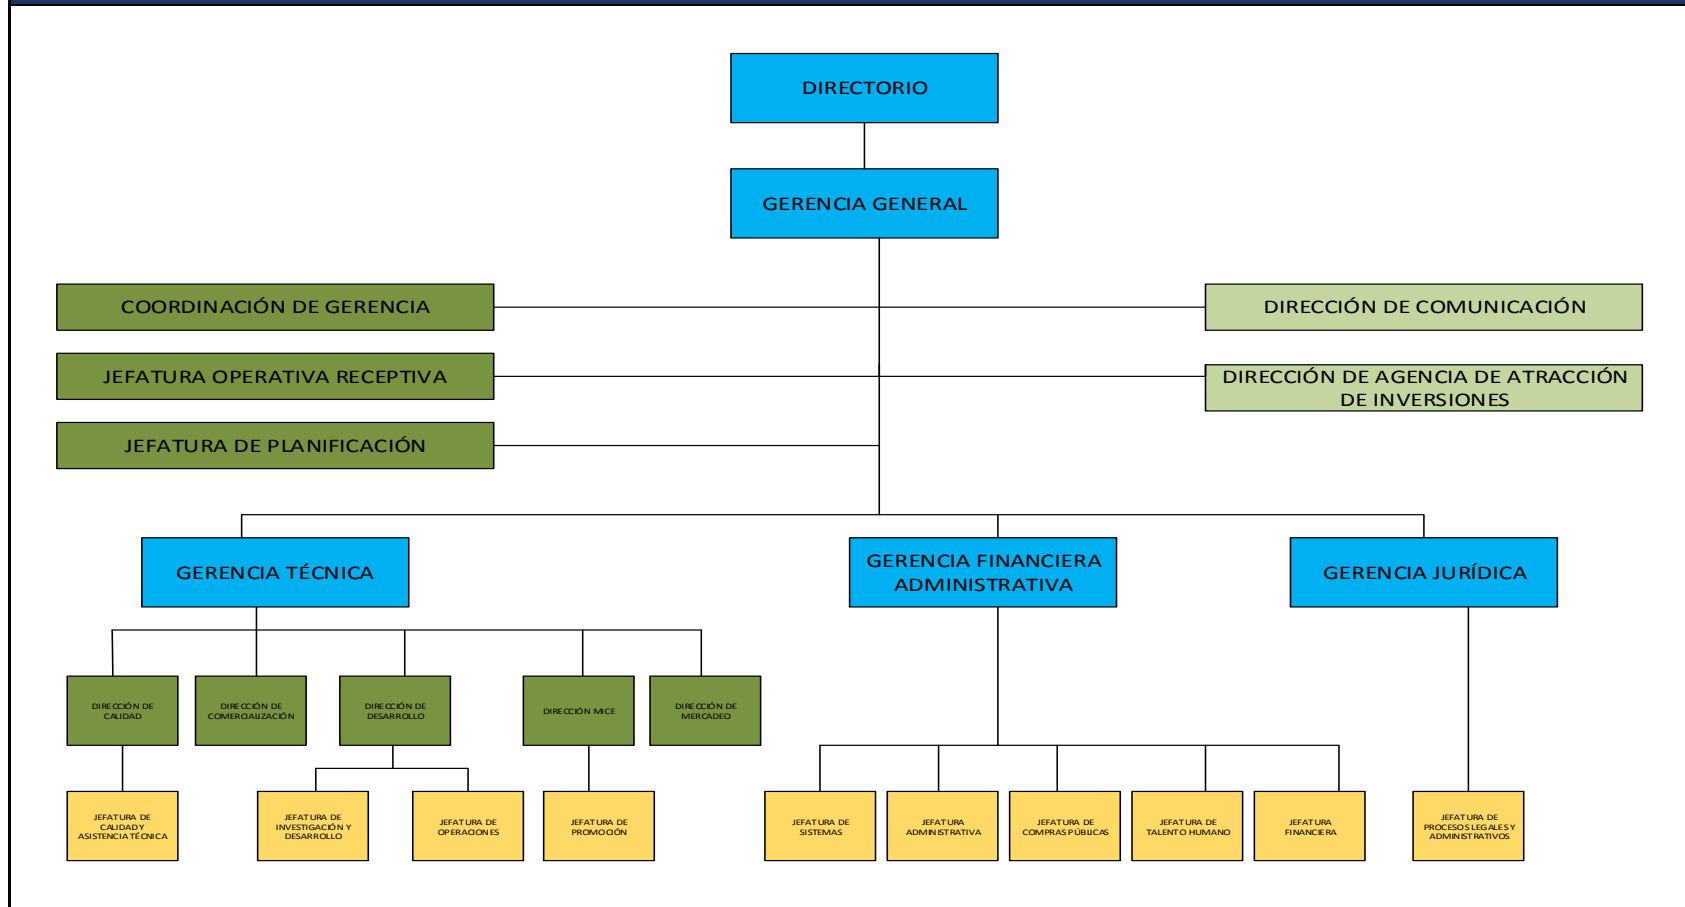 DIRECTORIO
GERENCIA GENERAL
COORDINACIÓN DE GERENCIA
DIRECCIÓN DE COMUNICACIÓN
JEFATURA OPERATIVA RECEPTIVA
DIRECCIÓN DE AGENCIA DE ATRACCIÓN
DE INVERSIONES
JEFATURA DE PLANIFICACIÓN
GERENCIA TÉCNICA
GERENCIA FINANCIERA
ADMINISTRATIVA
GERENCIA JURÍDICA
DIRECCIÓN DE
CALIDAD
DIRECCIÓN DE
COMERCIALIZACIÓN
DIRECCIÓN DE
DESARROLLO
DIRECCIÓN MICE
DIRECCIÓN DE
MERCADEO
JEFATURA DE
CALIDAD Y
ASISTENCIA TÉCNICA
JEFATURA DE
INVESTIGACIÓN Y
DESARROLLO
JEFATURA DE
OPERACIONES
JEFATURA DE
PROMOCIÓN
JEFATURA DE
SISTEMAS
JEFATURA
ADMINISTRATIVA
JEFATURA DE
COMPRAS PÚBLICAS
JEFATURA DE
TALENTO HUMANO
JEFATURA
FINANCIERA
JEFATURA DE
PROCESOS LEGALES Y
ADMINISTRATIVOS